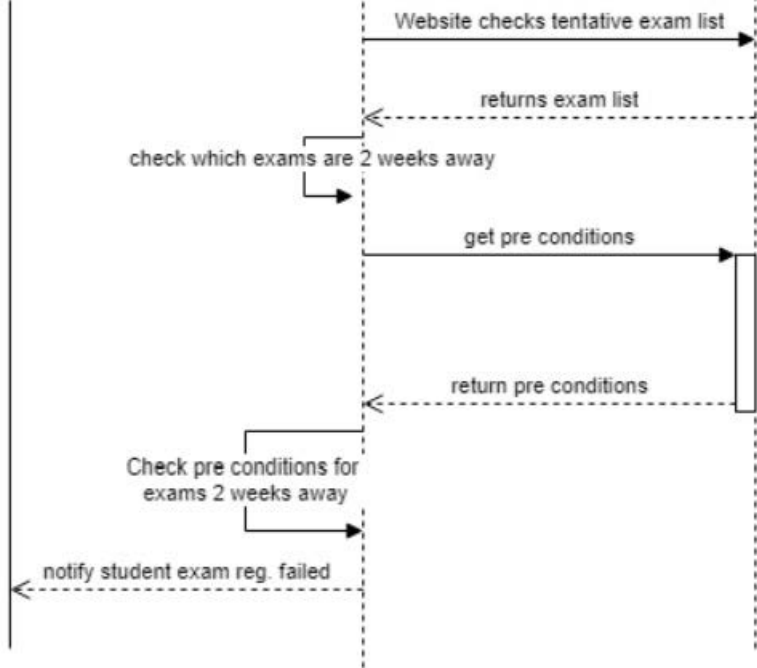 Website checks tentative exam list
returns exam list
check which exams are 2 weeks away
get pre conditions
return pre conditions
Check pre conditions for
exams 2 weeks away
notify student exam reg. failed